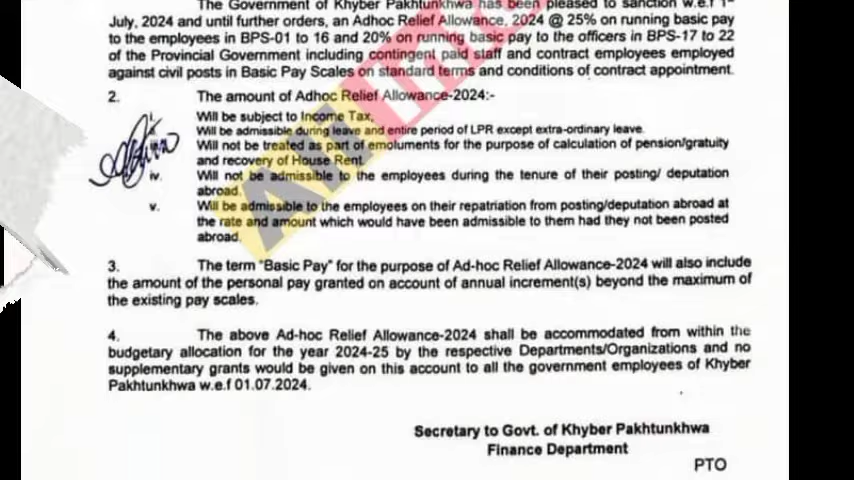 The Government of Khyber Pakhtunkhwa has been pleased to sanction w.e.f 1st
July, 2024 and until further orders, an Adhoc Relief Allowance, 2024 @ 25% on running basic pay
to the employees in BPS-01 to 16 and 20% on running basic pay to the officers in BPS-17 to 22
of the Provincial Government including contingent paid staff and contract employees employed
against civil posts in Basic Pay Scales on standard terms and conditions of contract appointment.
2. The amount of Adhoc Relief Allowance-2024:-
Will be subject to Income Tax.
Will be admissible during leave and entire period of LPR except extra-ordinary leave.
Will not be treated as part of emoluments for the purpose of calculation of pension/gratuity
and recovery of House Rent.
iv. Will not be admissible to the employees during the tenure of their posting/ deputation
abroad.
v. Will be admissible to the employees on their repatriation from posting/deputation abroad at
the rate and amount which would have been admissible to them had they not been posted
abroad.
3. The term "Basic Pay" for the purpose of Ad-hoc Relief Allowance-2024 will also include
the amount of the personal pay granted on account of annual increment(s) beyond the maximum of
the existing pay scales.
4. The above Ad-hoc Relief Allowance-2024 shall be accommodated from within the
budgetary allocation for the year 2024-25 by the respective Departments/Organizations and no
supplementary grants would be given on this account to all the government employees of Khyber
Pakhtunkhwa w.e.f 01.07.2024.
Secretary to Govt. of Khyber Pakhtunkhwa
Finance Department
PTO